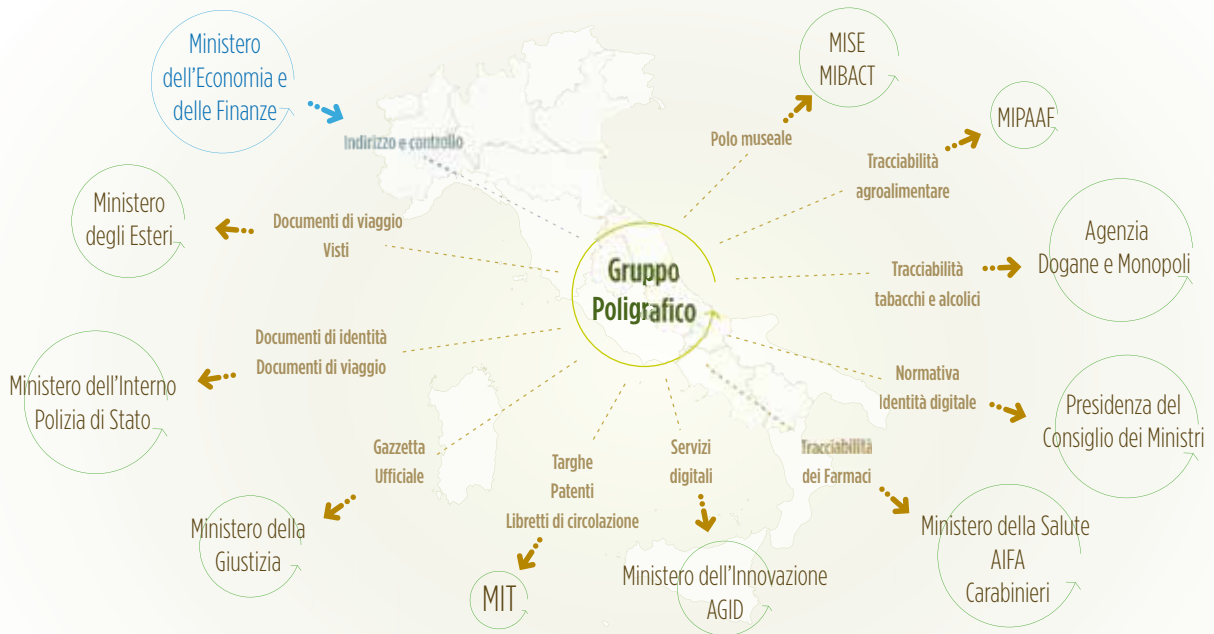 Ministero
dell'Economia e
delle Finanze
Indirizzo e controllo
MISE
MIBACT
Polo museale
MIPAAF
Tracciabilità
agroalimentare
Ministero
degli Esteri
Documenti di viaggio
Visti
Agenzia
Dogane e Monopoli
Tracciabilità
tabacchi e alcolici
Gruppo
Poligrafico
Documenti di identità
Documenti di viaggio
Ministero dell'Interno
Polizia di Stato
Normativa
Identità digitale
Presidenza del
Consiglio dei Ministri
Gazzetta
Ufficiale
Ministero della
Giustizia
Targhe
Patenti
Libretti di circolazione
MIT
Servizi
digitali
Ministero dell'Innovazione
AGID
Tracciabilità
dei Farmaci
Ministero della Salute
AIFA
Carabinieri